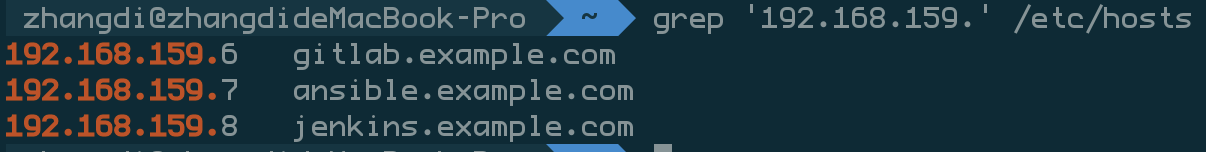 zhangdi@zhangdideMacBook-Pro ~ grep '192.168.159.' /etc/hosts
192.168.159.6 gitlab.example.com
192.168.159.7 ansible.example.com
192.168.159.8 jenkins.example.com